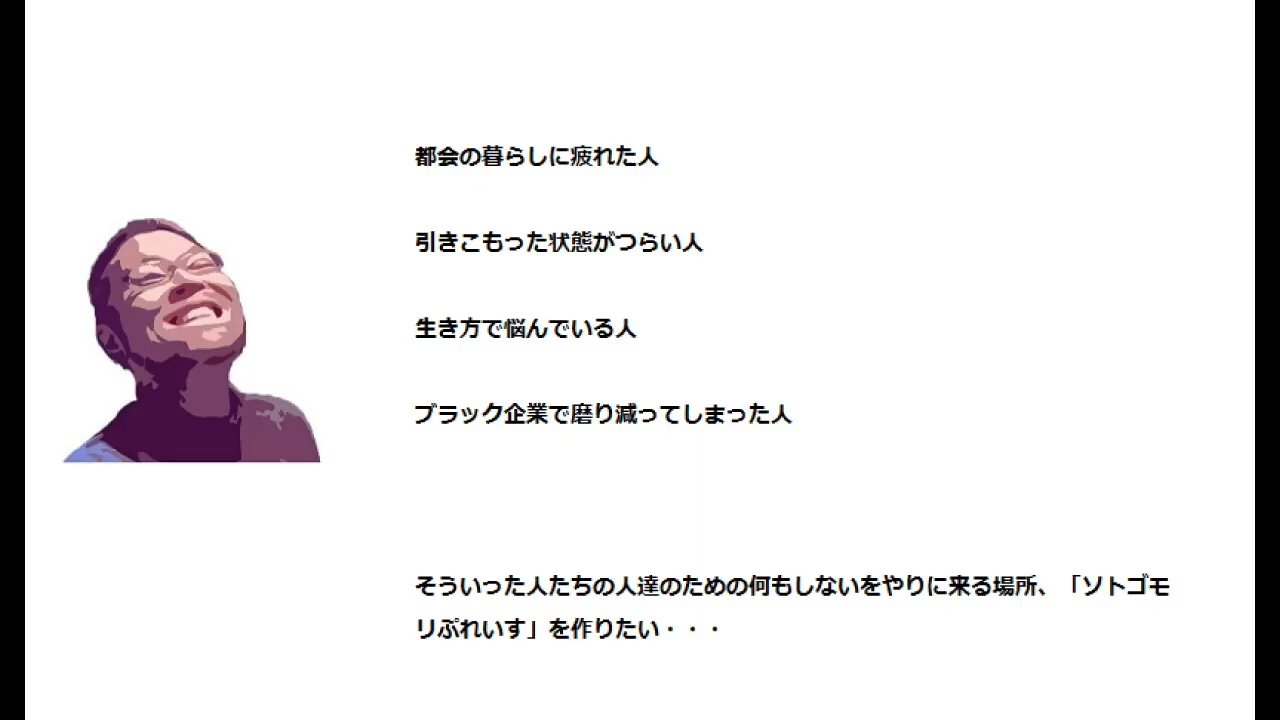 都会の暮らしに疲れた人
引きこもった状態がつらい人
生き方で悩んでいる人
ブラック企業で磨り減ってしまった人
そういった人たちの人達のための何もしないをやりに来る場所、「ソトゴモ
リぷれいす」を作りたい・・・